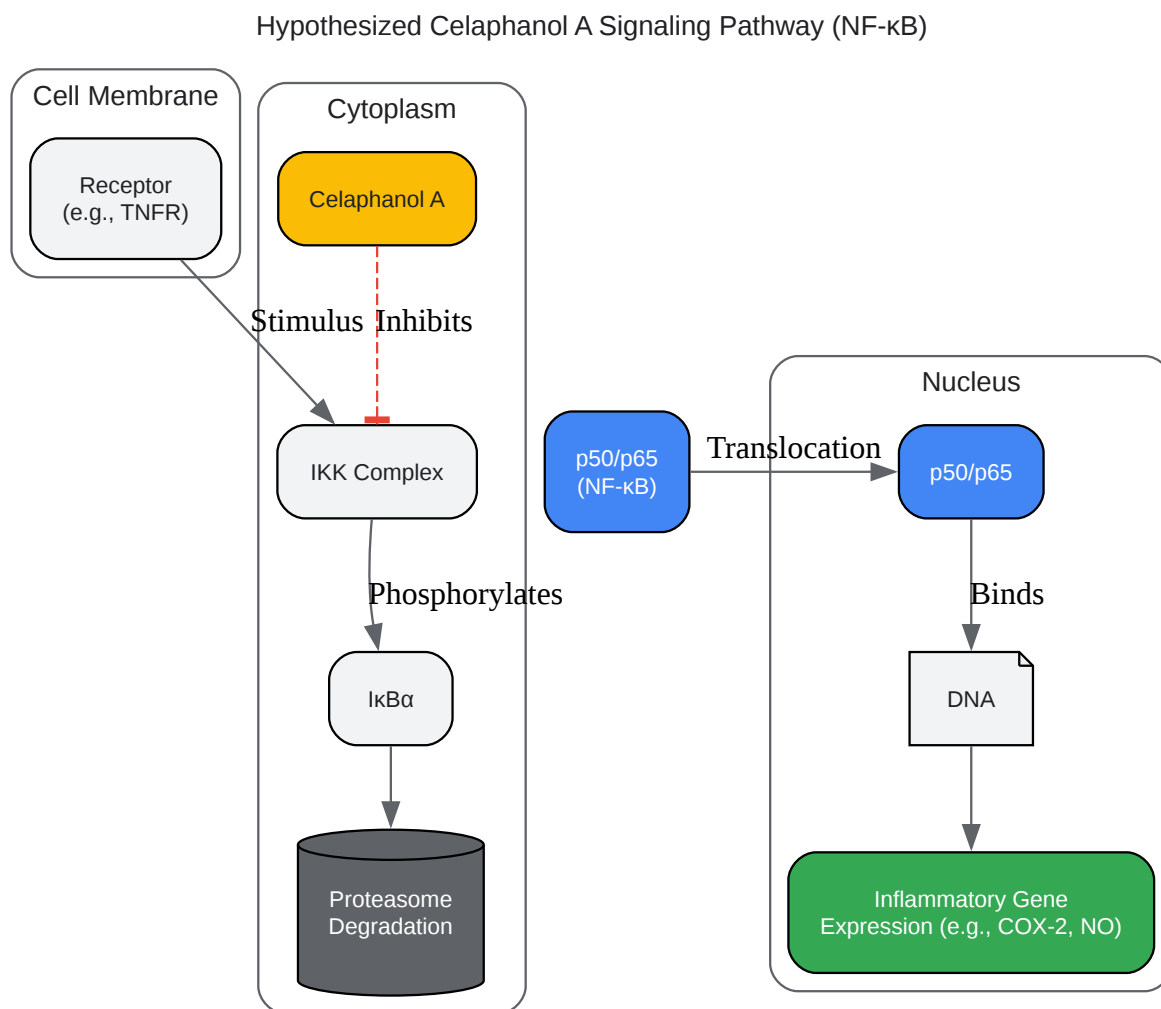 Hypothesized Celaphanol A Signaling Pathway (NF-κB)
Cell Membrane
Receptor
(e.g., TNFR)
Cytoplasm
Celaphanol A
Stimulus
Inhibits
IKK Complex
Phosphorylates
IκBα
Proteasome
Degradation
p50/p65
(NF-κB)
Translocation
Nucleus
p50/p65
Binds
DNA
Inflammatory Gene
Expression (e.g., COX-2, NO)